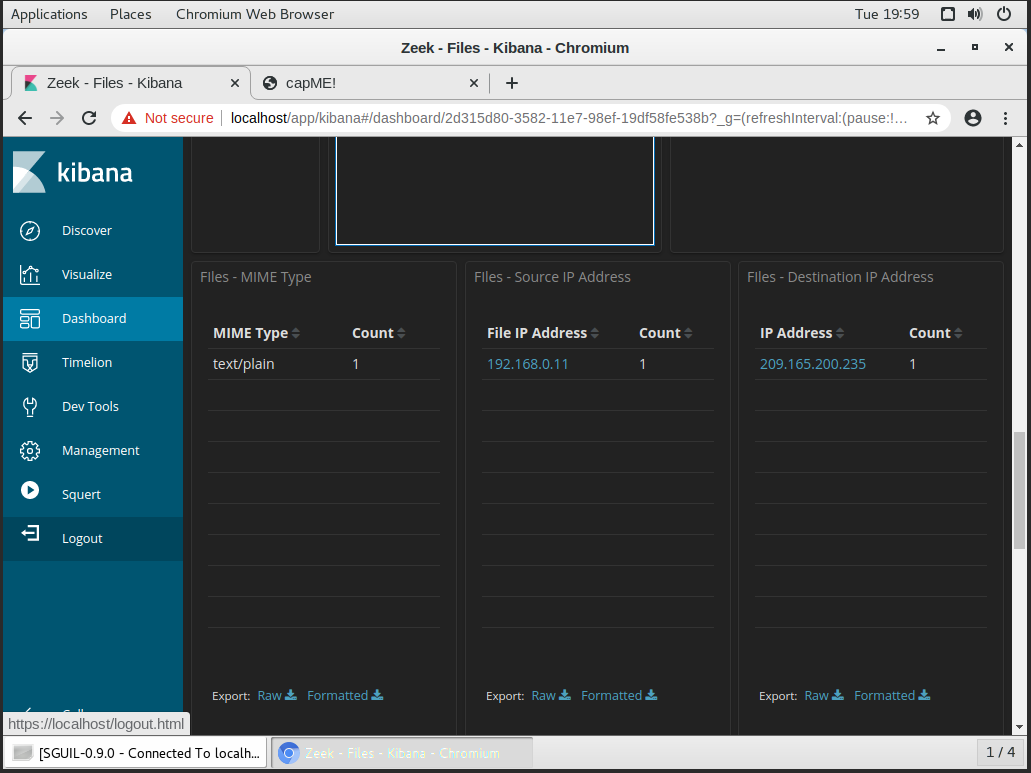 Applications Places Chromium Web Browser Tue 19:59
Zeek - Files - Kibana - Chromium
Zeek - Files - Kibana capME!
Not secure localhost/app/kibana#/dashboard/2d315d80-3582-11e7-98ef-19df58fe538b?_g=(refreshInterval:(pause:!...
kibana
Discover
Visualize
Dashboard
Timelion
Dev Tools
Management
Squert
Logout
FIles - MIME Type
MIME Type Count
text/plain 1
Export: Raw Formatted
FIles - Source IP Address
File IP Address Count
192.168.0.11 1
Export: Raw Formatted
FIles - Destination IP Address
IP Address Count
209.165.200.235 1
Export: Raw Formatted
https://localhost/logout.html
[SGUIL-0.9.0 - Connected To localh... Zeek - Files - Kibana - Chromium 1 / 4